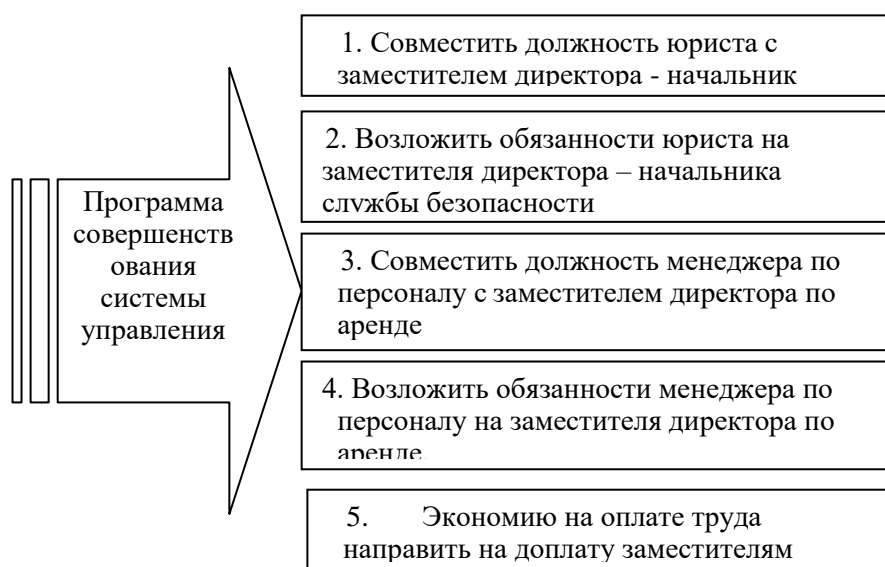 Программа
совершенств
ования
системы
управления
1. Совместить должность юриста с
заместителем директора - начальник
2. Возложить обязанности юриста на
заместителя директора – начальника
службы безопасности
3. Совместить должность менеджера по
персоналу с заместителем директора по
аренде
4. Возложить обязанности менеджера по
персоналу на заместителя директора по
аренде
5. Экономию на оплате труда
направить на доплату заместителям